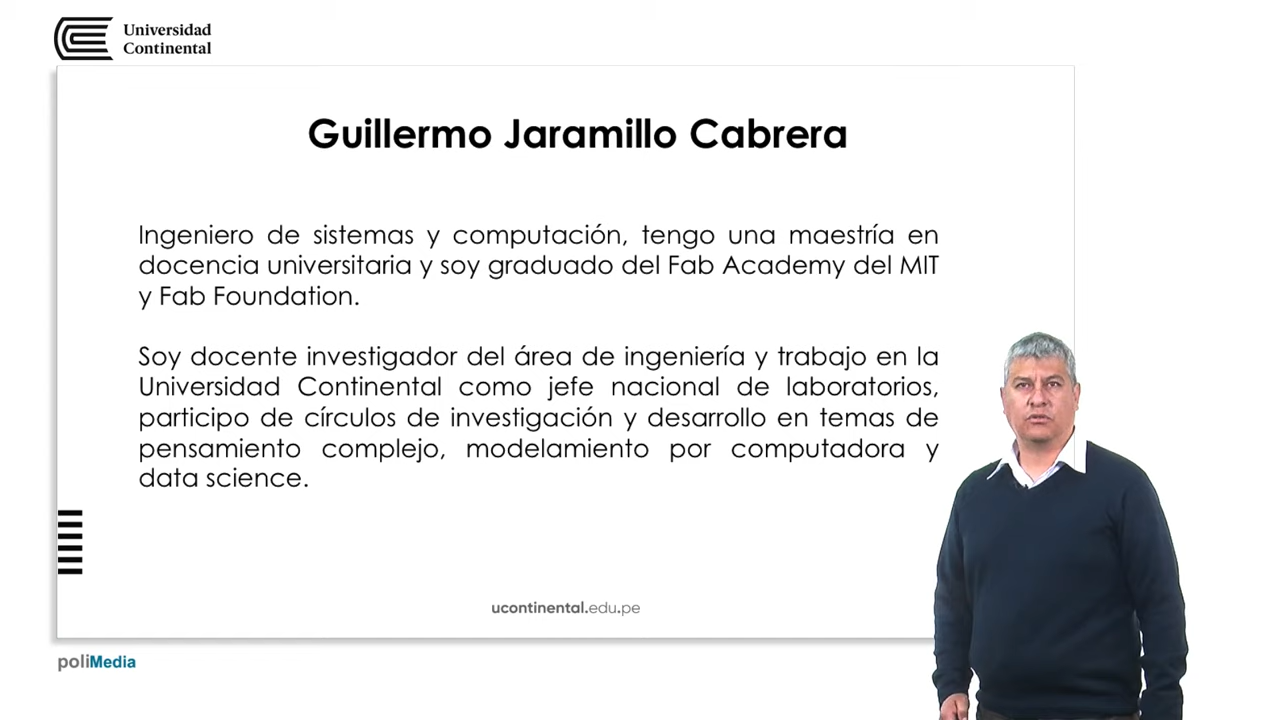 Universidad
Continental
Guillermo Jaramillo Cabrera
Ingeniero de sistemas y computación, tengo una maestría en
docencia universitaria y soy graduado del Fab Academy del MIT
y Fab Foundation.
Soy docente investigador del área de ingeniería y trabajo en la
Universidad Continental como jefe nacional de laboratorios,
participo de círculos de investigación y desarrollo en temas de
pensamiento complejo, modelamiento por computadora y
data science.
ucontinental.edu.pe
poliMedia